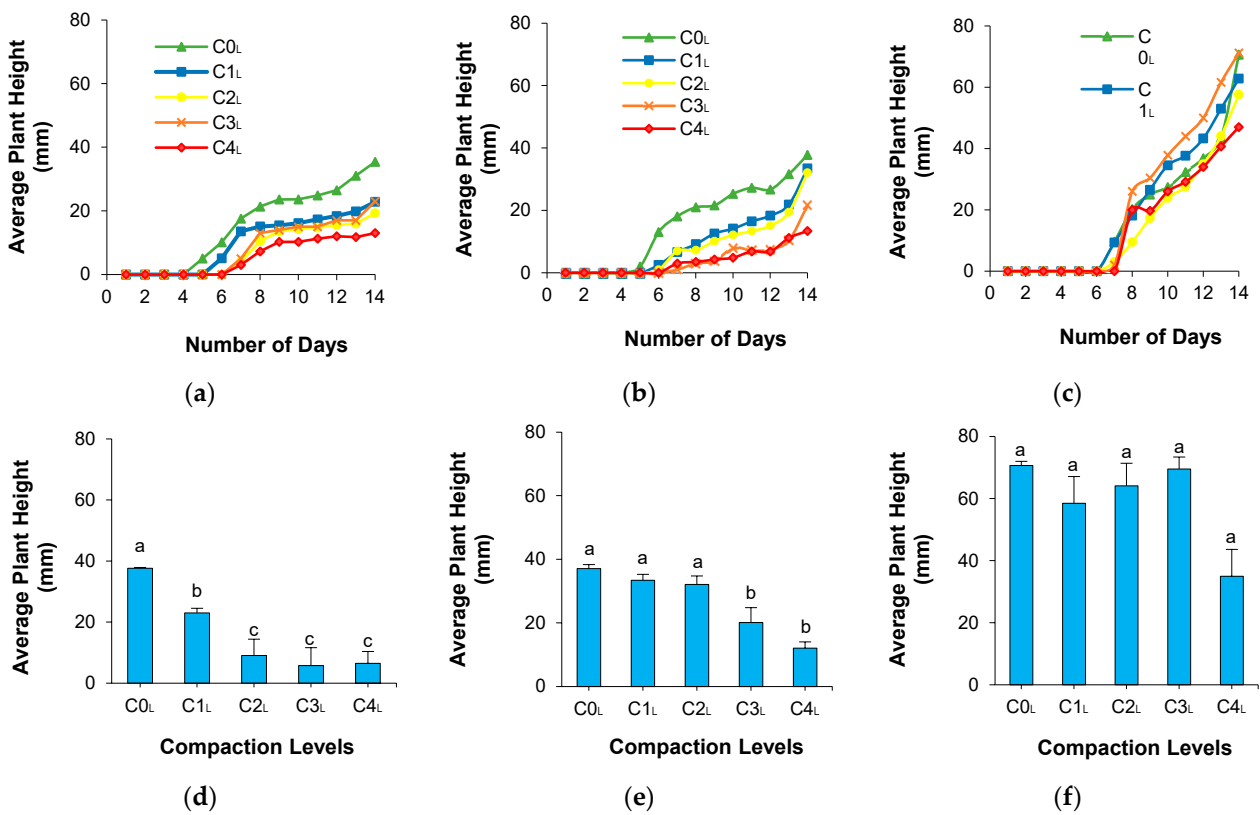 Average Plant Height
(mm)
80
60
40
20
0
C0L
C1L
C2L
C3L
C4L
0 2 4 6 8 10 12 14
Number of Days
(a)
Average Plant Height
(mm)
80
60
40
20
0
C0L
C1L
C2L
C3L
C4L
0 2 4 6 8 10 12 14
Number of Days
(b)
Average Plant Height
(mm)
80
60
40
20
0
C
0L
C
1L
0 2 4 6 8 10 12 14
Number of Days
(c)
Average Plant Height
(mm)
80
60
40
20
0
a
b
c
c
c
C0L C1L C2L C3L C4L
Compaction Levels
(d)
Average Plant Height
(mm)
80
60
40
20
0
a
a
a
b
b
C0L C1L C2L C3L C4L
Compaction Levels
(e)
Average Plant Height
(mm)
80
60
40
20
0
a
a
a
a
a
C0L C1L C2L C3L C4L
Compaction Levels
(f)